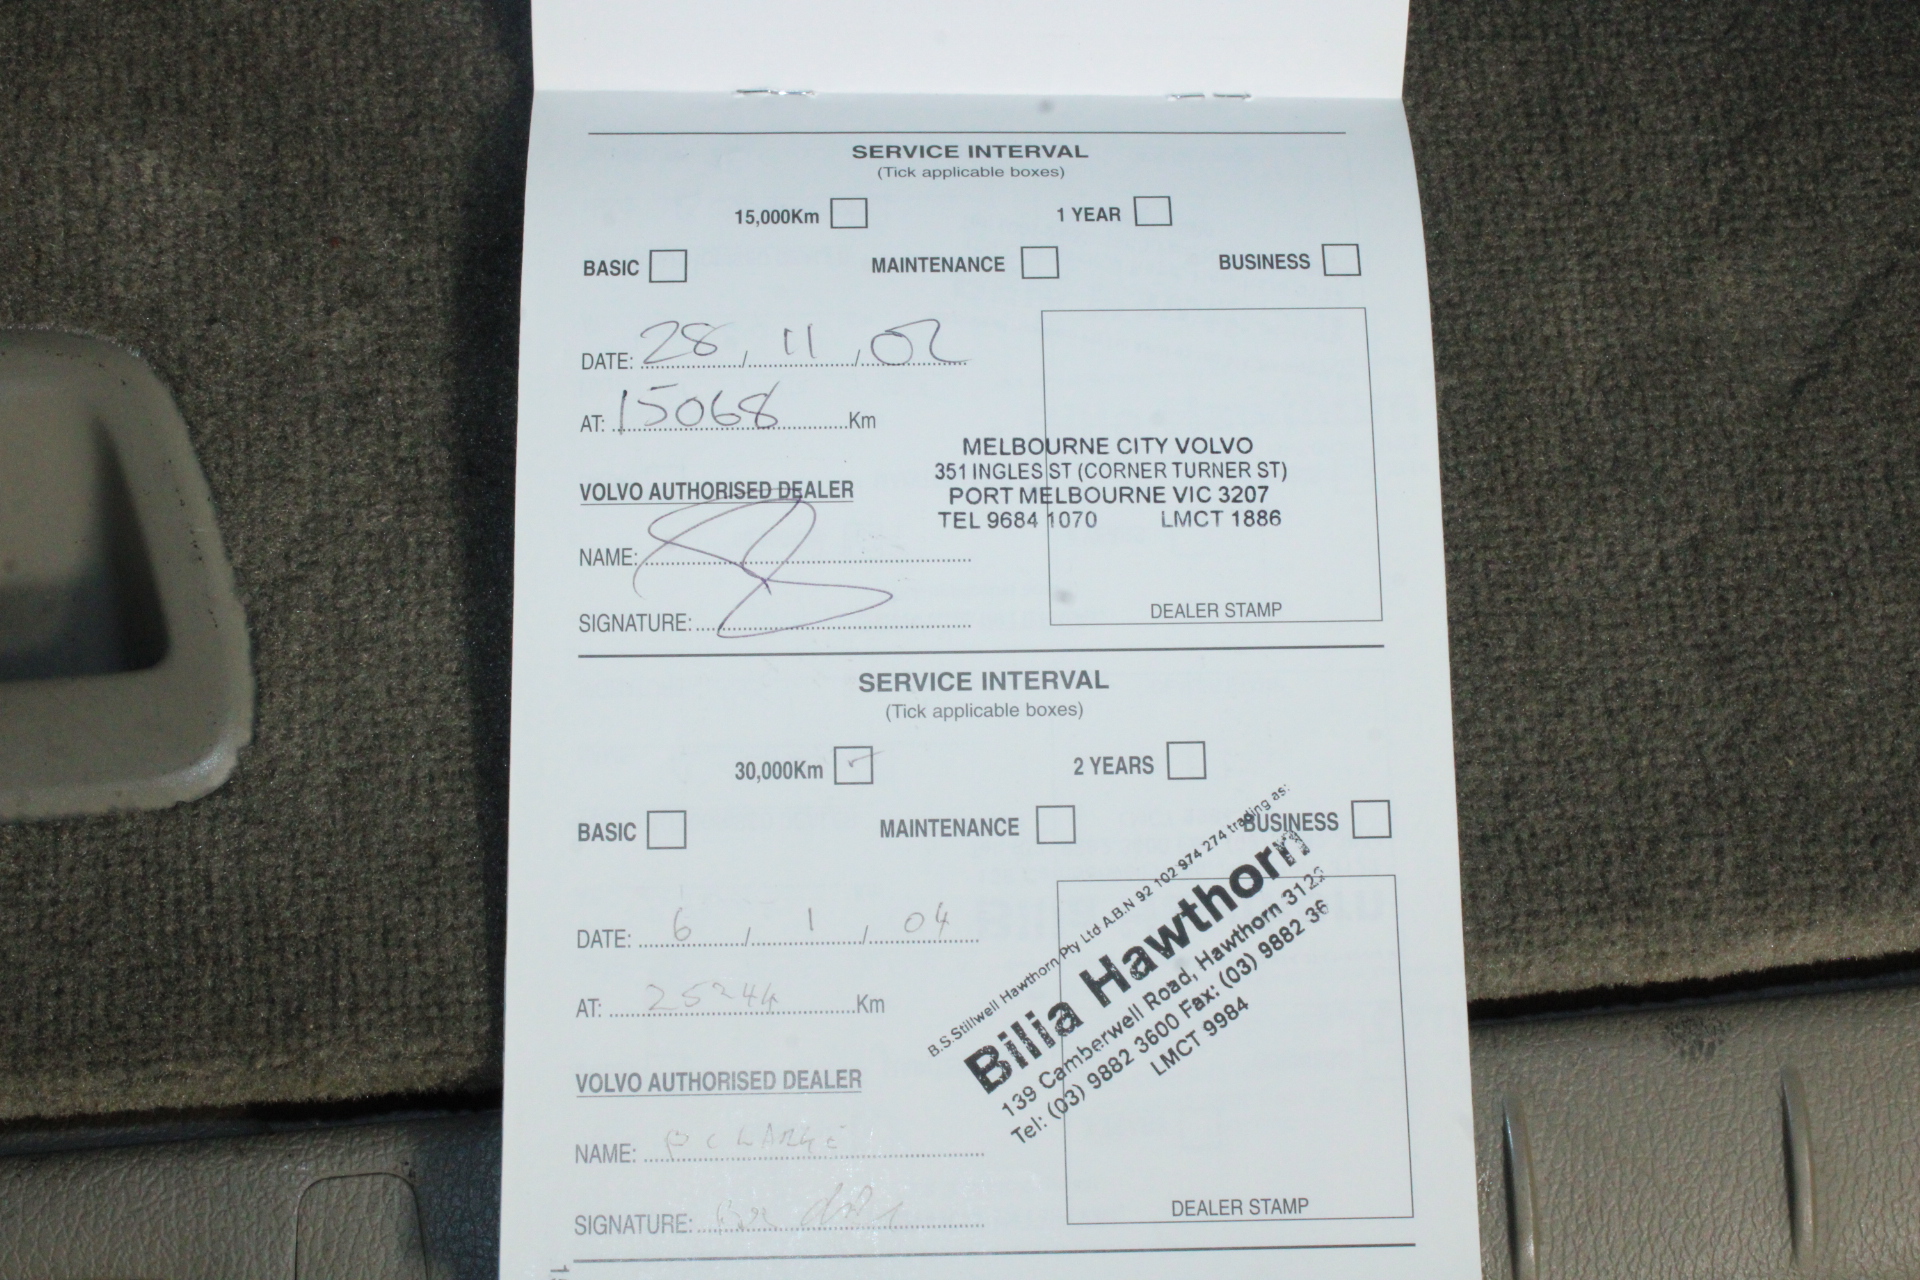 SERVICE INTERVAL
(Tick applicable boxes)
15,000Km 1 YEAR
BASIC MAINTENANCE BUSINESS
DATE: 28 / 11 / 02
AT: 15068 Km
MELBOURNE CITY VOLVO
351 INGLES ST (CORNER TURNER ST)
PORT MELBOURNE VIC 3207
TEL 9684 1070 LMCT 1886
VOLVO AUTHORISED DEALER
NAME:
SIGNATURE:
DEALER STAMP
SERVICE INTERVAL
(Tick applicable boxes)
30,000Km 2 YEARS
BASIC MAINTENANCE BUSINESS
DATE: 6 / 1 / 04
AT: 25244 Km
B.S.Stillwell Hawthorn Pty Ltd A.B.N 92 102 974 274 trading as:
Bilia Hawthorn
139 Camberwell Road, Hawthorn 3123
Tel: (03) 9882 3600 Fax: (03) 9882 36
LMCT 9984
VOLVO AUTHORISED DEALER
NAME:
SIGNATURE:
DEALER STAMP